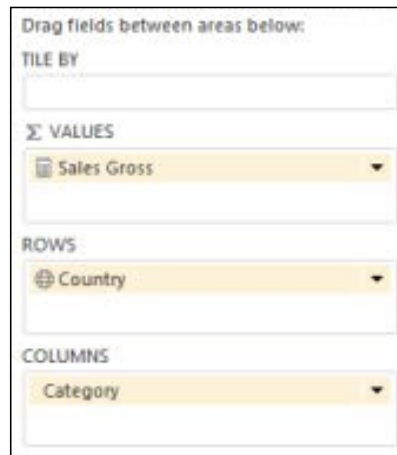 Drag fields between areas below:
TILE BY
Σ VALUES
Sales Gross
ROWS
Country
COLUMNS
Category